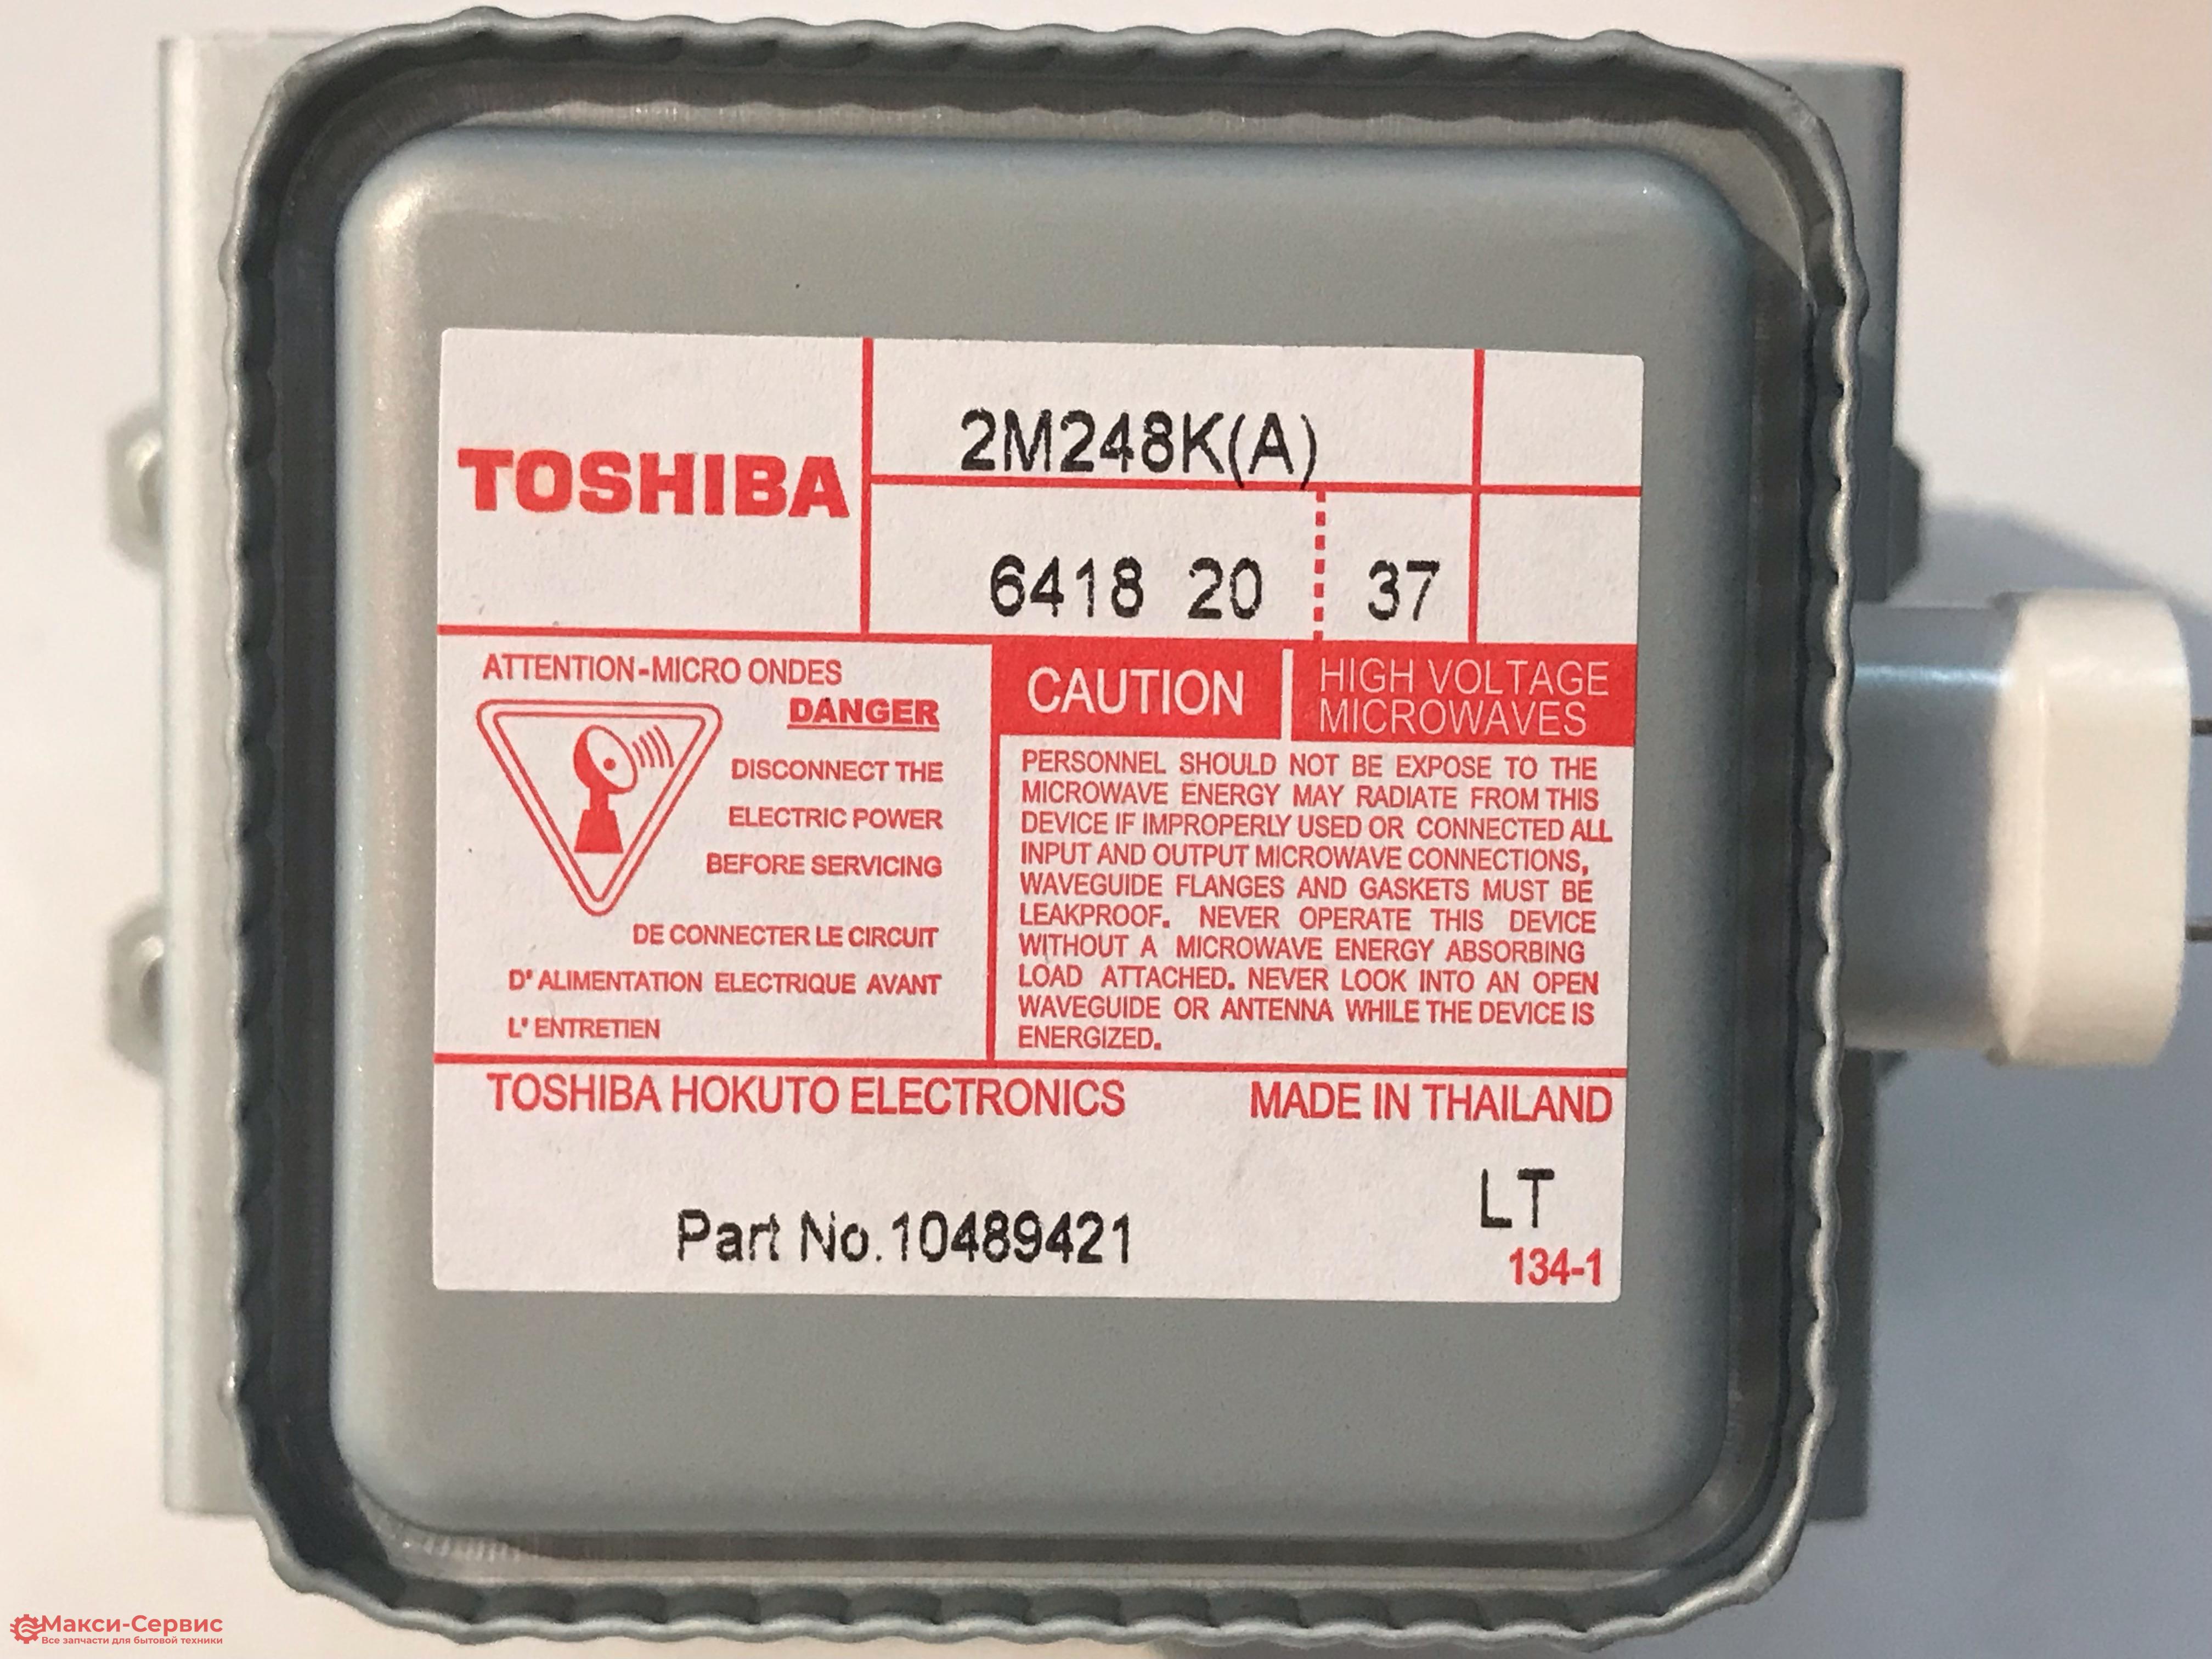 TOSHIBA
2M248K(A)
6418 20 37
ATTENTION-MICRO ONDES
DANGER
DISCONNECT THE
ELECTRIC POWER
BEFORE SERVICING
DE CONNECTER LE CIRCUIT
D' ALIMENTATION ELECTRIQUE AVANT
L' ENTRETIEN
CAUTION
HIGH VOLTAGE
MICROWAVES
PERSONNEL SHOULD NOT BE EXPOSE TO THE
MICROWAVE ENERGY MAY RADIATE FROM THIS
DEVICE IF IMPROPERLY USED OR CONNECTED ALL
INPUT AND OUTPUT MICROWAVE CONNECTIONS,
WAVEGUIDE FLANGES AND GASKETS MUST BE
LEAKPROOF. NEVER OPERATE THIS DEVICE
WITHOUT A MICROWAVE ENERGY ABSORBING
LOAD ATTACHED. NEVER LOOK INTO AN OPEN
WAVEGUIDE OR ANTENNA WHILE THE DEVICE IS
ENERGIZED.
TOSHIBA HOKUTO ELECTRONICS MADE IN THAILAND
LT
Part No.10489421
134-1
Макси-Сервис
Все запчасти для бытовой техники